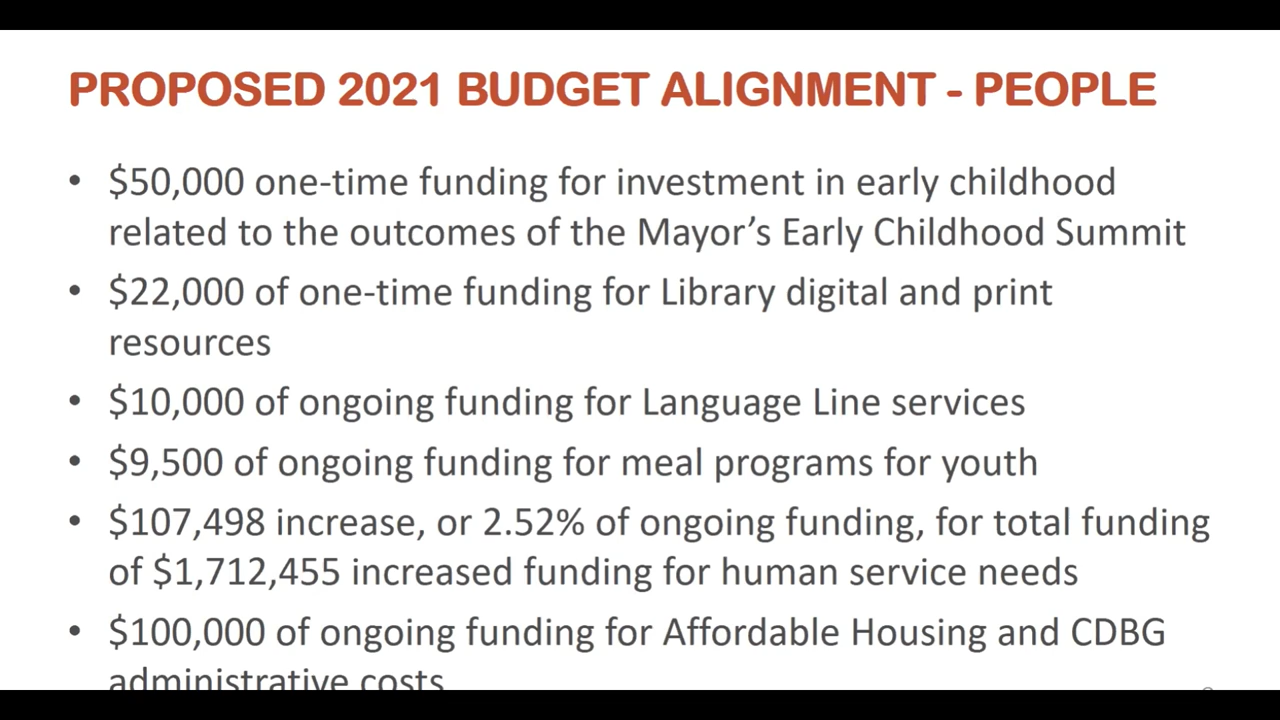 PROPOSED 2021 BUDGET ALIGNMENT - PEOPLE
• $50,000 one-time funding for investment in early childhood
related to the outcomes of the Mayor’s Early Childhood Summit
• $22,000 of one-time funding for Library digital and print
resources
• $10,000 of ongoing funding for Language Line services
• $9,500 of ongoing funding for meal programs for youth
• $107,498 increase, or 2.52% of ongoing funding, for total funding
of $1,712,455 increased funding for human service needs
• $100,000 of ongoing funding for Affordable Housing and CDBG
administrative costs